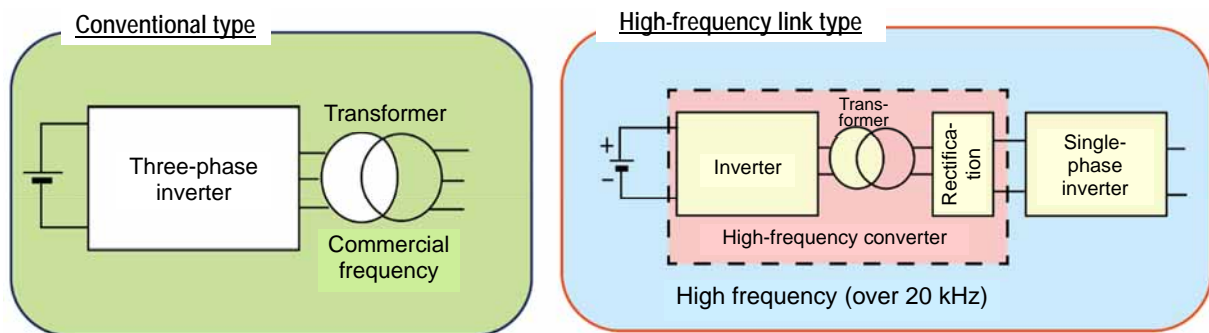 Conventional type
Three-phase
inverter
Transformer
Commercial
frequency
High-frequency link type
+
−
Inverter
Trans-
former
Rectifica-
tion
Single-
phase
inverter
High-frequency converter
High frequency (over 20 kHz)